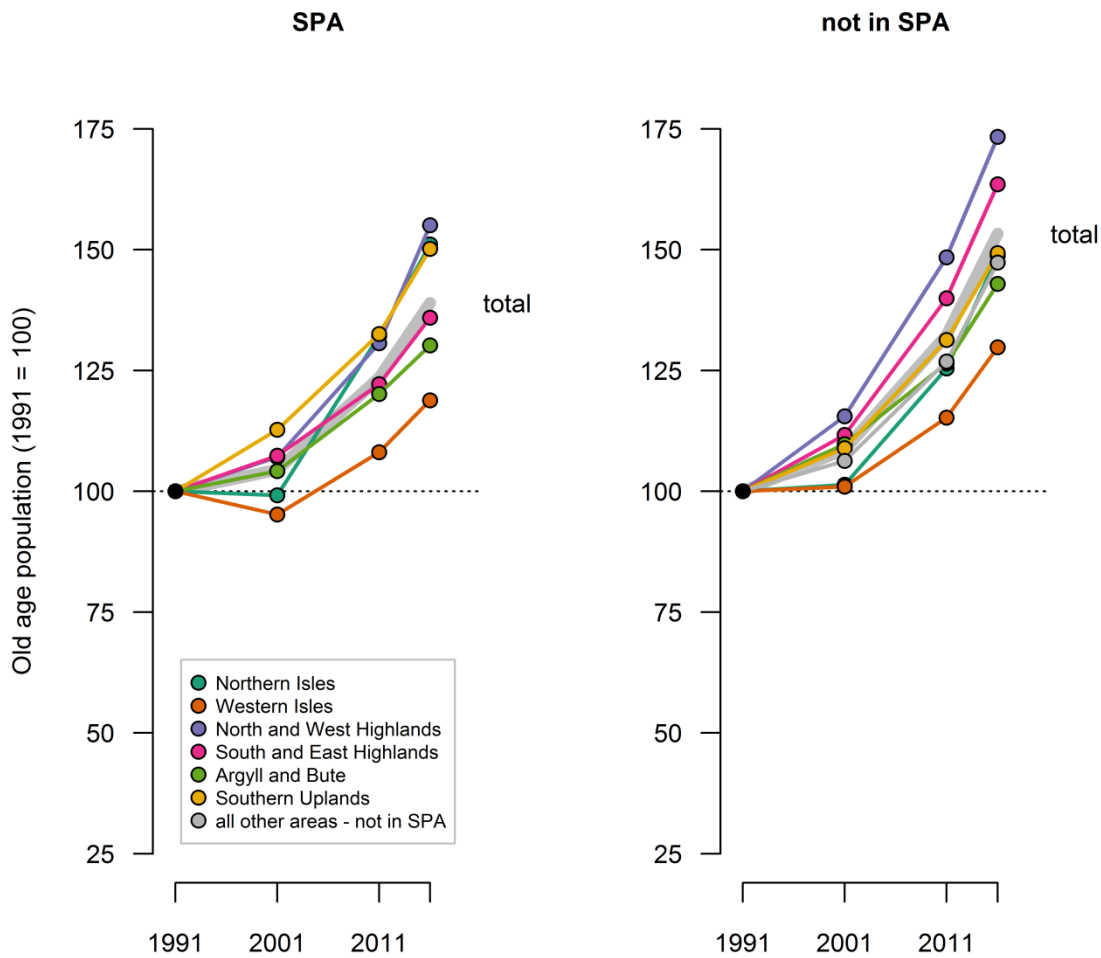 SPA
not in SPA
Old age population (1991 = 100)
175
150
125
100
75
50
25
total
Northern Isles
Western Isles
North and West Highlands
South and East Highlands
Argyll and Bute
Southern Uplands
all other areas - not in SPA
1991
2001
2011
175
150
125
100
75
50
25
total
1991
2001
2011